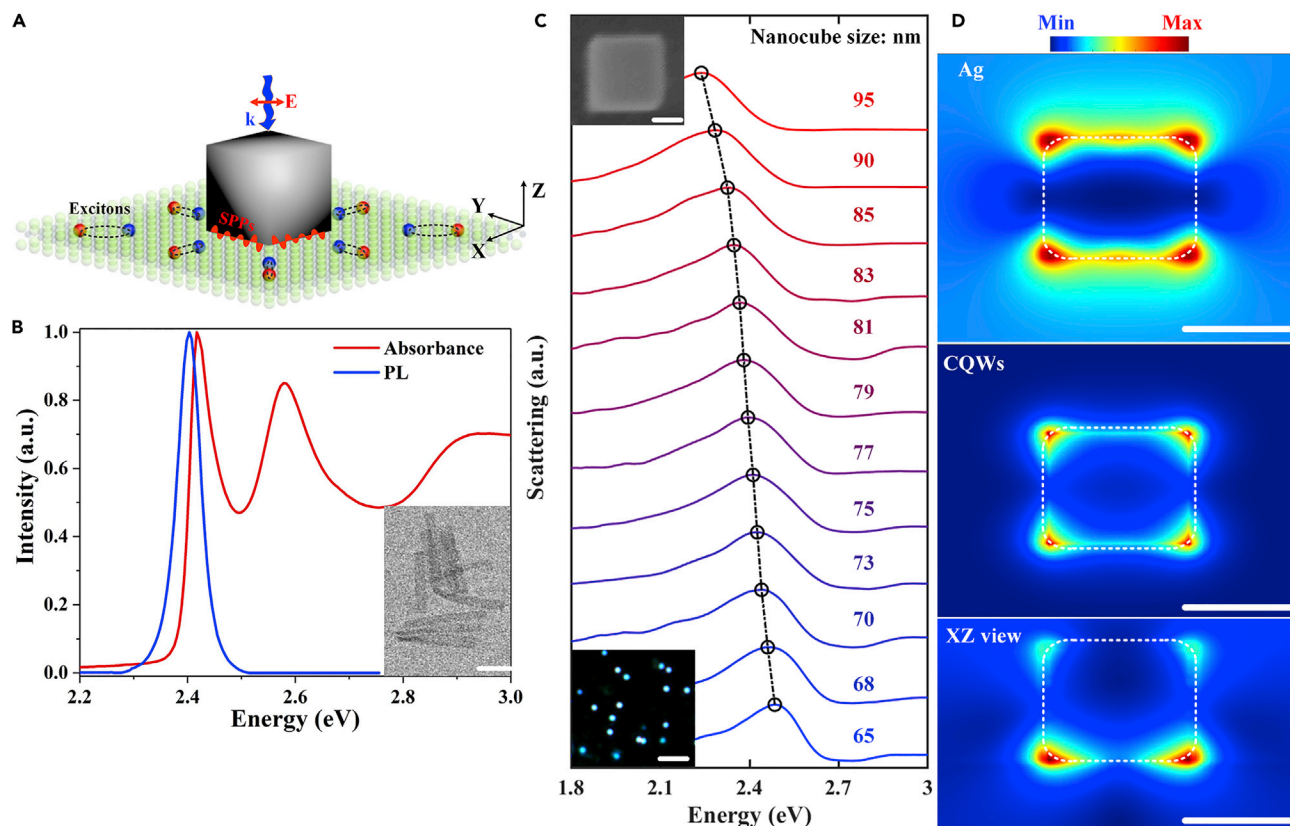 A
k
E
Excitons
SPPs
Z
Y
X
B
Absorbance
PL
1.0
0.8
0.6
0.4
0.2
0.0
Intensity (a.u.)
2.2 2.4 2.6 2.8 3.0
Energy (eV)
C
Nanocube size: nm
95
90
85
83
81
79
77
75
73
70
68
65
Scattering (a.u.)
1.8 2.1 2.4 2.7 3
Energy (eV)
D
Min Max
Ag
CQWs
XZ view